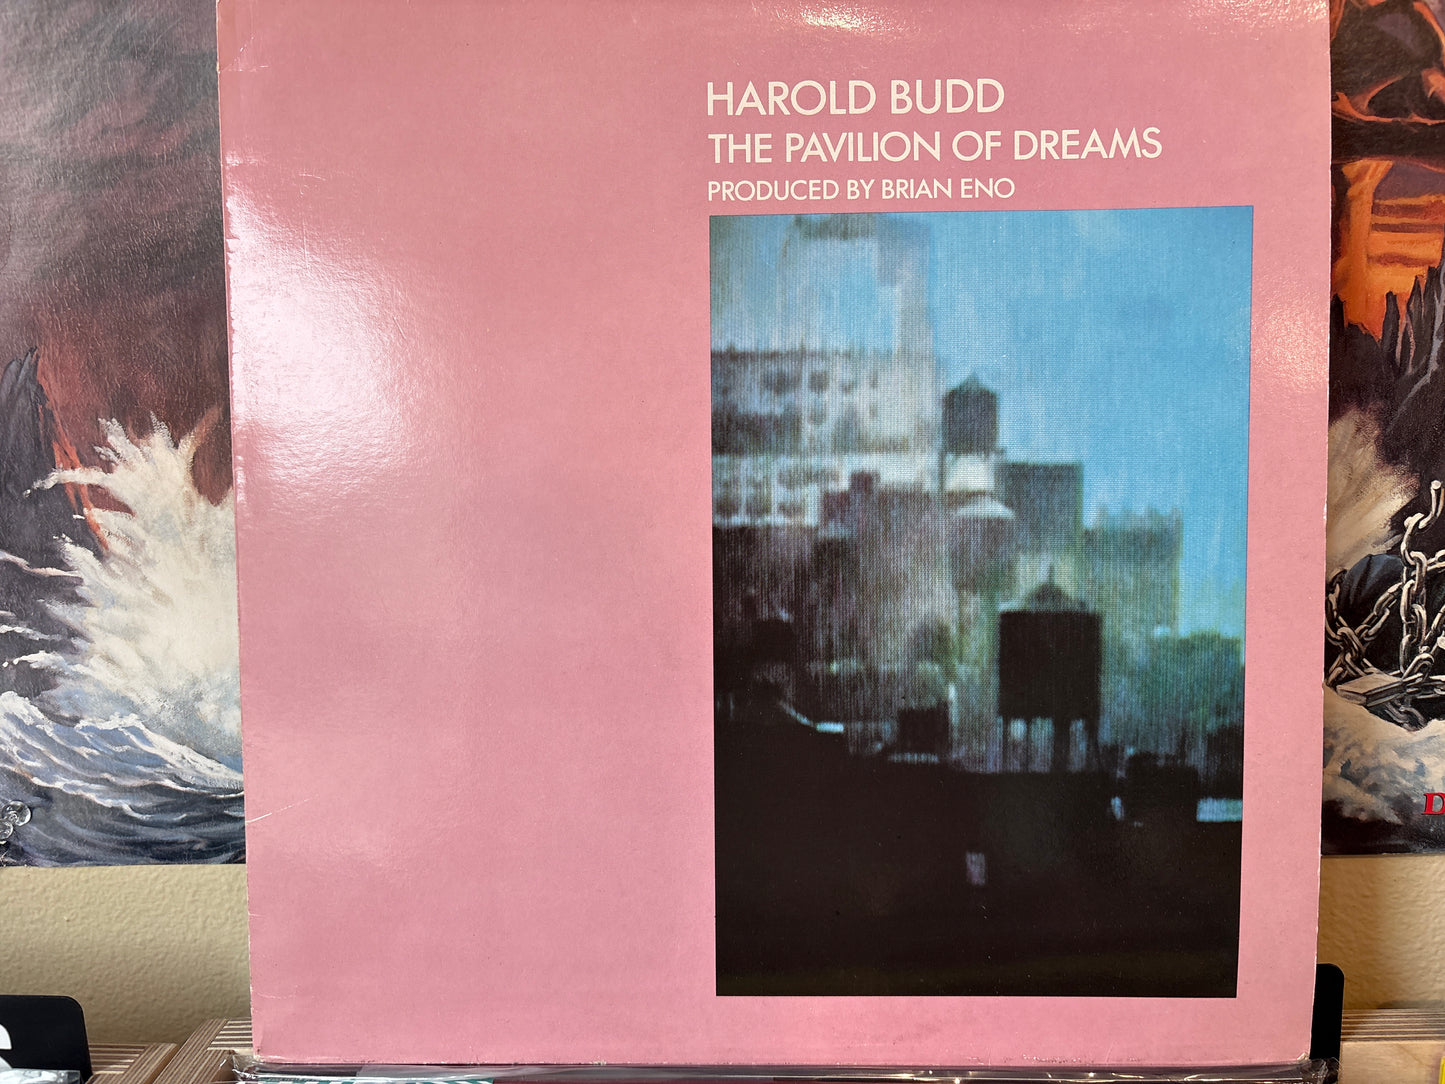 HAROLD BUDD
THE PAVILION OF DREAMS
PRODUCED BY BRIAN ENO
D